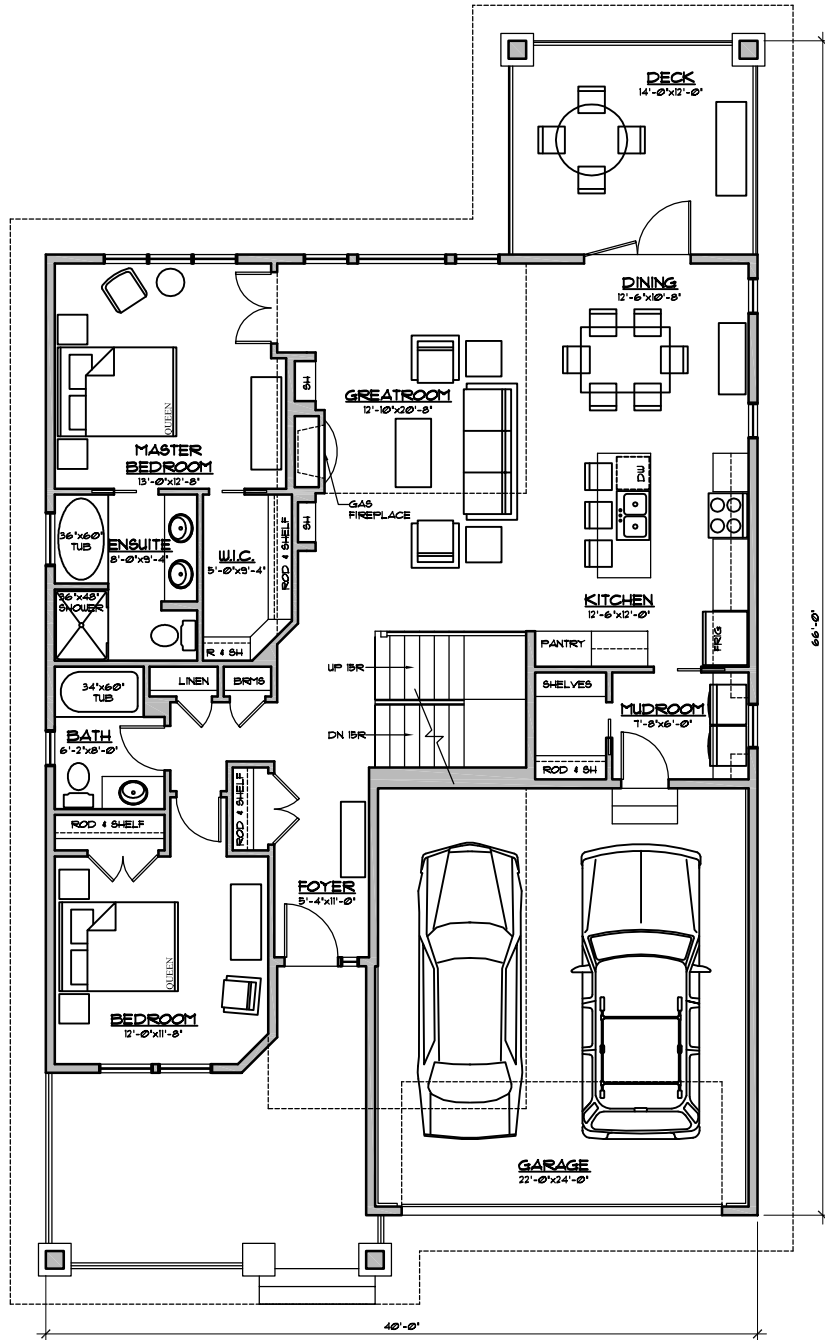 DECK
14'-0"x12'-0"
DINING
12'-6"x10'-8"
SH
GREATROOM
12'-10"x20'-8"
QUEEN
MASTER
BEDROOM
13'-0"x12'-8"
DW
GAS
FIREPLACE
SH
36"x60"
TUB
ENSUITE
8'-0"x9'-4"
W.I.C.
5'-0"x9'-4"
ROD & SHELF
36"x48"
SHOWER
KITCHEN
12'-6"x12'-0"
FRIG
R & SH
PANTRY
UP 15R
LINEN
BRMS
34"x60"
TUB
SHELVES
MUDROOM
7'-8"x6'-0"
BATH
6'-2"x8'-0"
DN 15R
ROD & SH
ROD & SHELF
ROD & SHELF
FOYER
5'-4"x11'-0"
QUEEN
BEDROOM
12'-0"x11'-8"
GARAGE
22'-0"x24'-0"
66'-0"
40'-0"